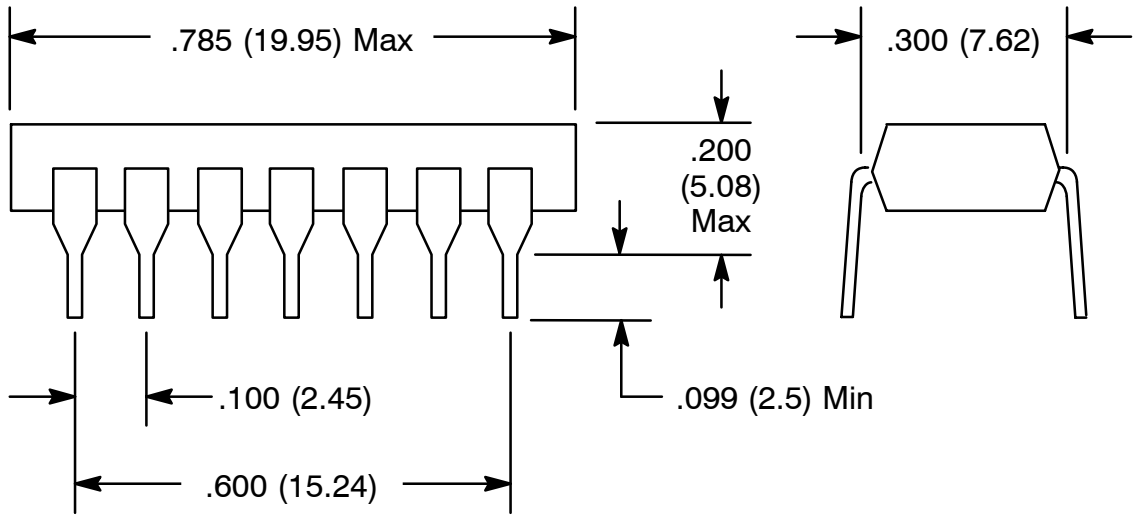 .785 (19.95) Max
.300 (7.62)
.200
(5.08)
Max
.100 (2.45)
.099 (2.5) Min
.600 (15.24)